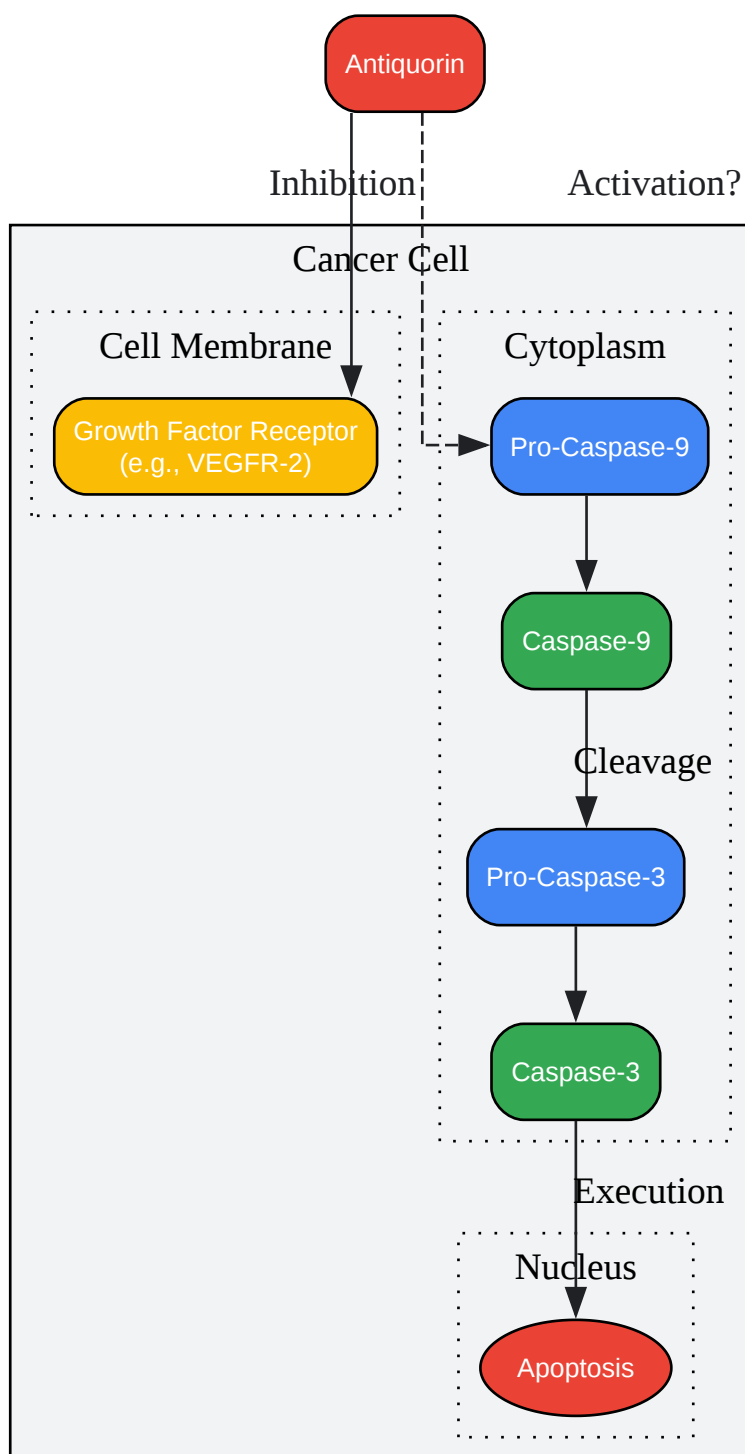 Antiquorin
Inhibition
Activation?
Cancer Cell
Cell Membrane
Cytoplasm
Growth Factor Receptor
(e.g., VEGFR-2)
Pro-Caspase-9
Caspase-9
Cleavage
Pro-Caspase-3
Caspase-3
Execution
Nucleus
Apoptosis